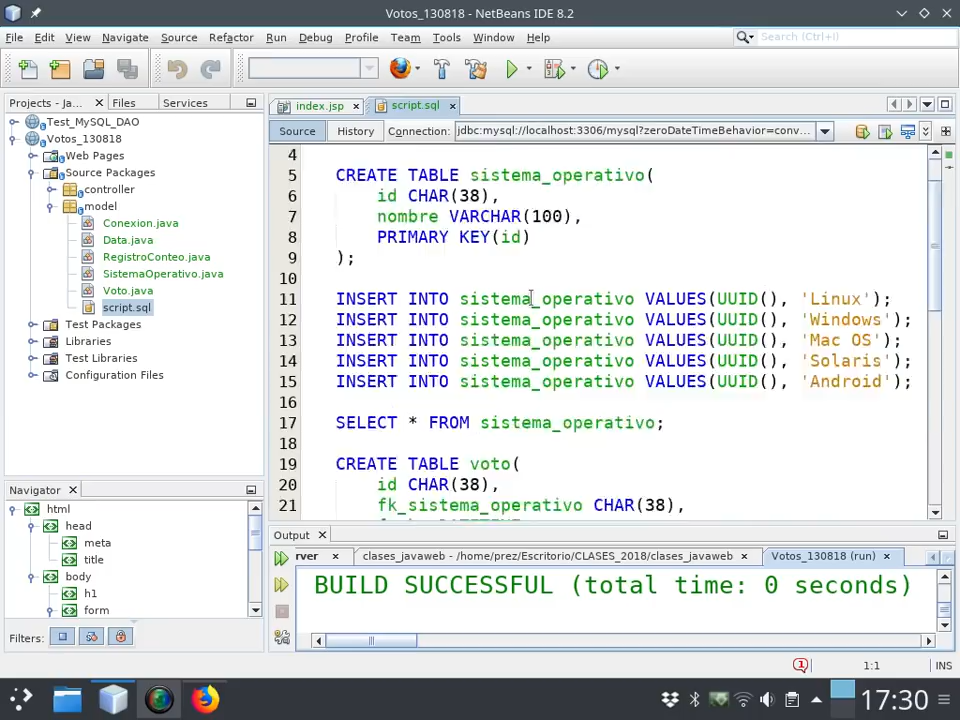 Votos_130818 - NetBeans IDE 8.2
File Edit View Navigate Source Refactor Run Debug Profile Team Tools Window Help
Search (Ctrl+I)
Projects - Ja... Files Services
index.jsp script.sql
Test_MySQL_DAO
Votos_130818
Web Pages
Source Packages
controller
model
Conexion.java
Data.java
RegistroConteo.java
SistemaOperativo.java
Voto.java
script.sql
Test Packages
Libraries
Test Libraries
Configuration Files
Source History Connection: jdbc:mysql://localhost:3306/mysql?zeroDateTimeBehavior=conv...
4
5 CREATE TABLE sistema_operativo(
6 id CHAR(38),
7 nombre VARCHAR(100),
8 PRIMARY KEY(id)
9 );
10
11 INSERT INTO sistema_operativo VALUES(UUID(), 'Linux');
12 INSERT INTO sistema_operativo VALUES(UUID(), 'Windows');
13 INSERT INTO sistema_operativo VALUES(UUID(), 'Mac OS');
14 INSERT INTO sistema_operativo VALUES(UUID(), 'Solaris');
15 INSERT INTO sistema_operativo VALUES(UUID(), 'Android');
16
17 SELECT * FROM sistema_operativo;
18
19 CREATE TABLE voto(
20 id CHAR(38),
21 fk_sistema_operativo CHAR(38),
Navigator
html
head
meta
title
body
h1
form
Filters:
Output
rver clases_javaweb - /home/prez/Escritorio/CLASES_2018/clases_javaweb Votos_130818 (run)
BUILD SUCCESSFUL (total time: 0 seconds)
1 1:1 INS
17:30